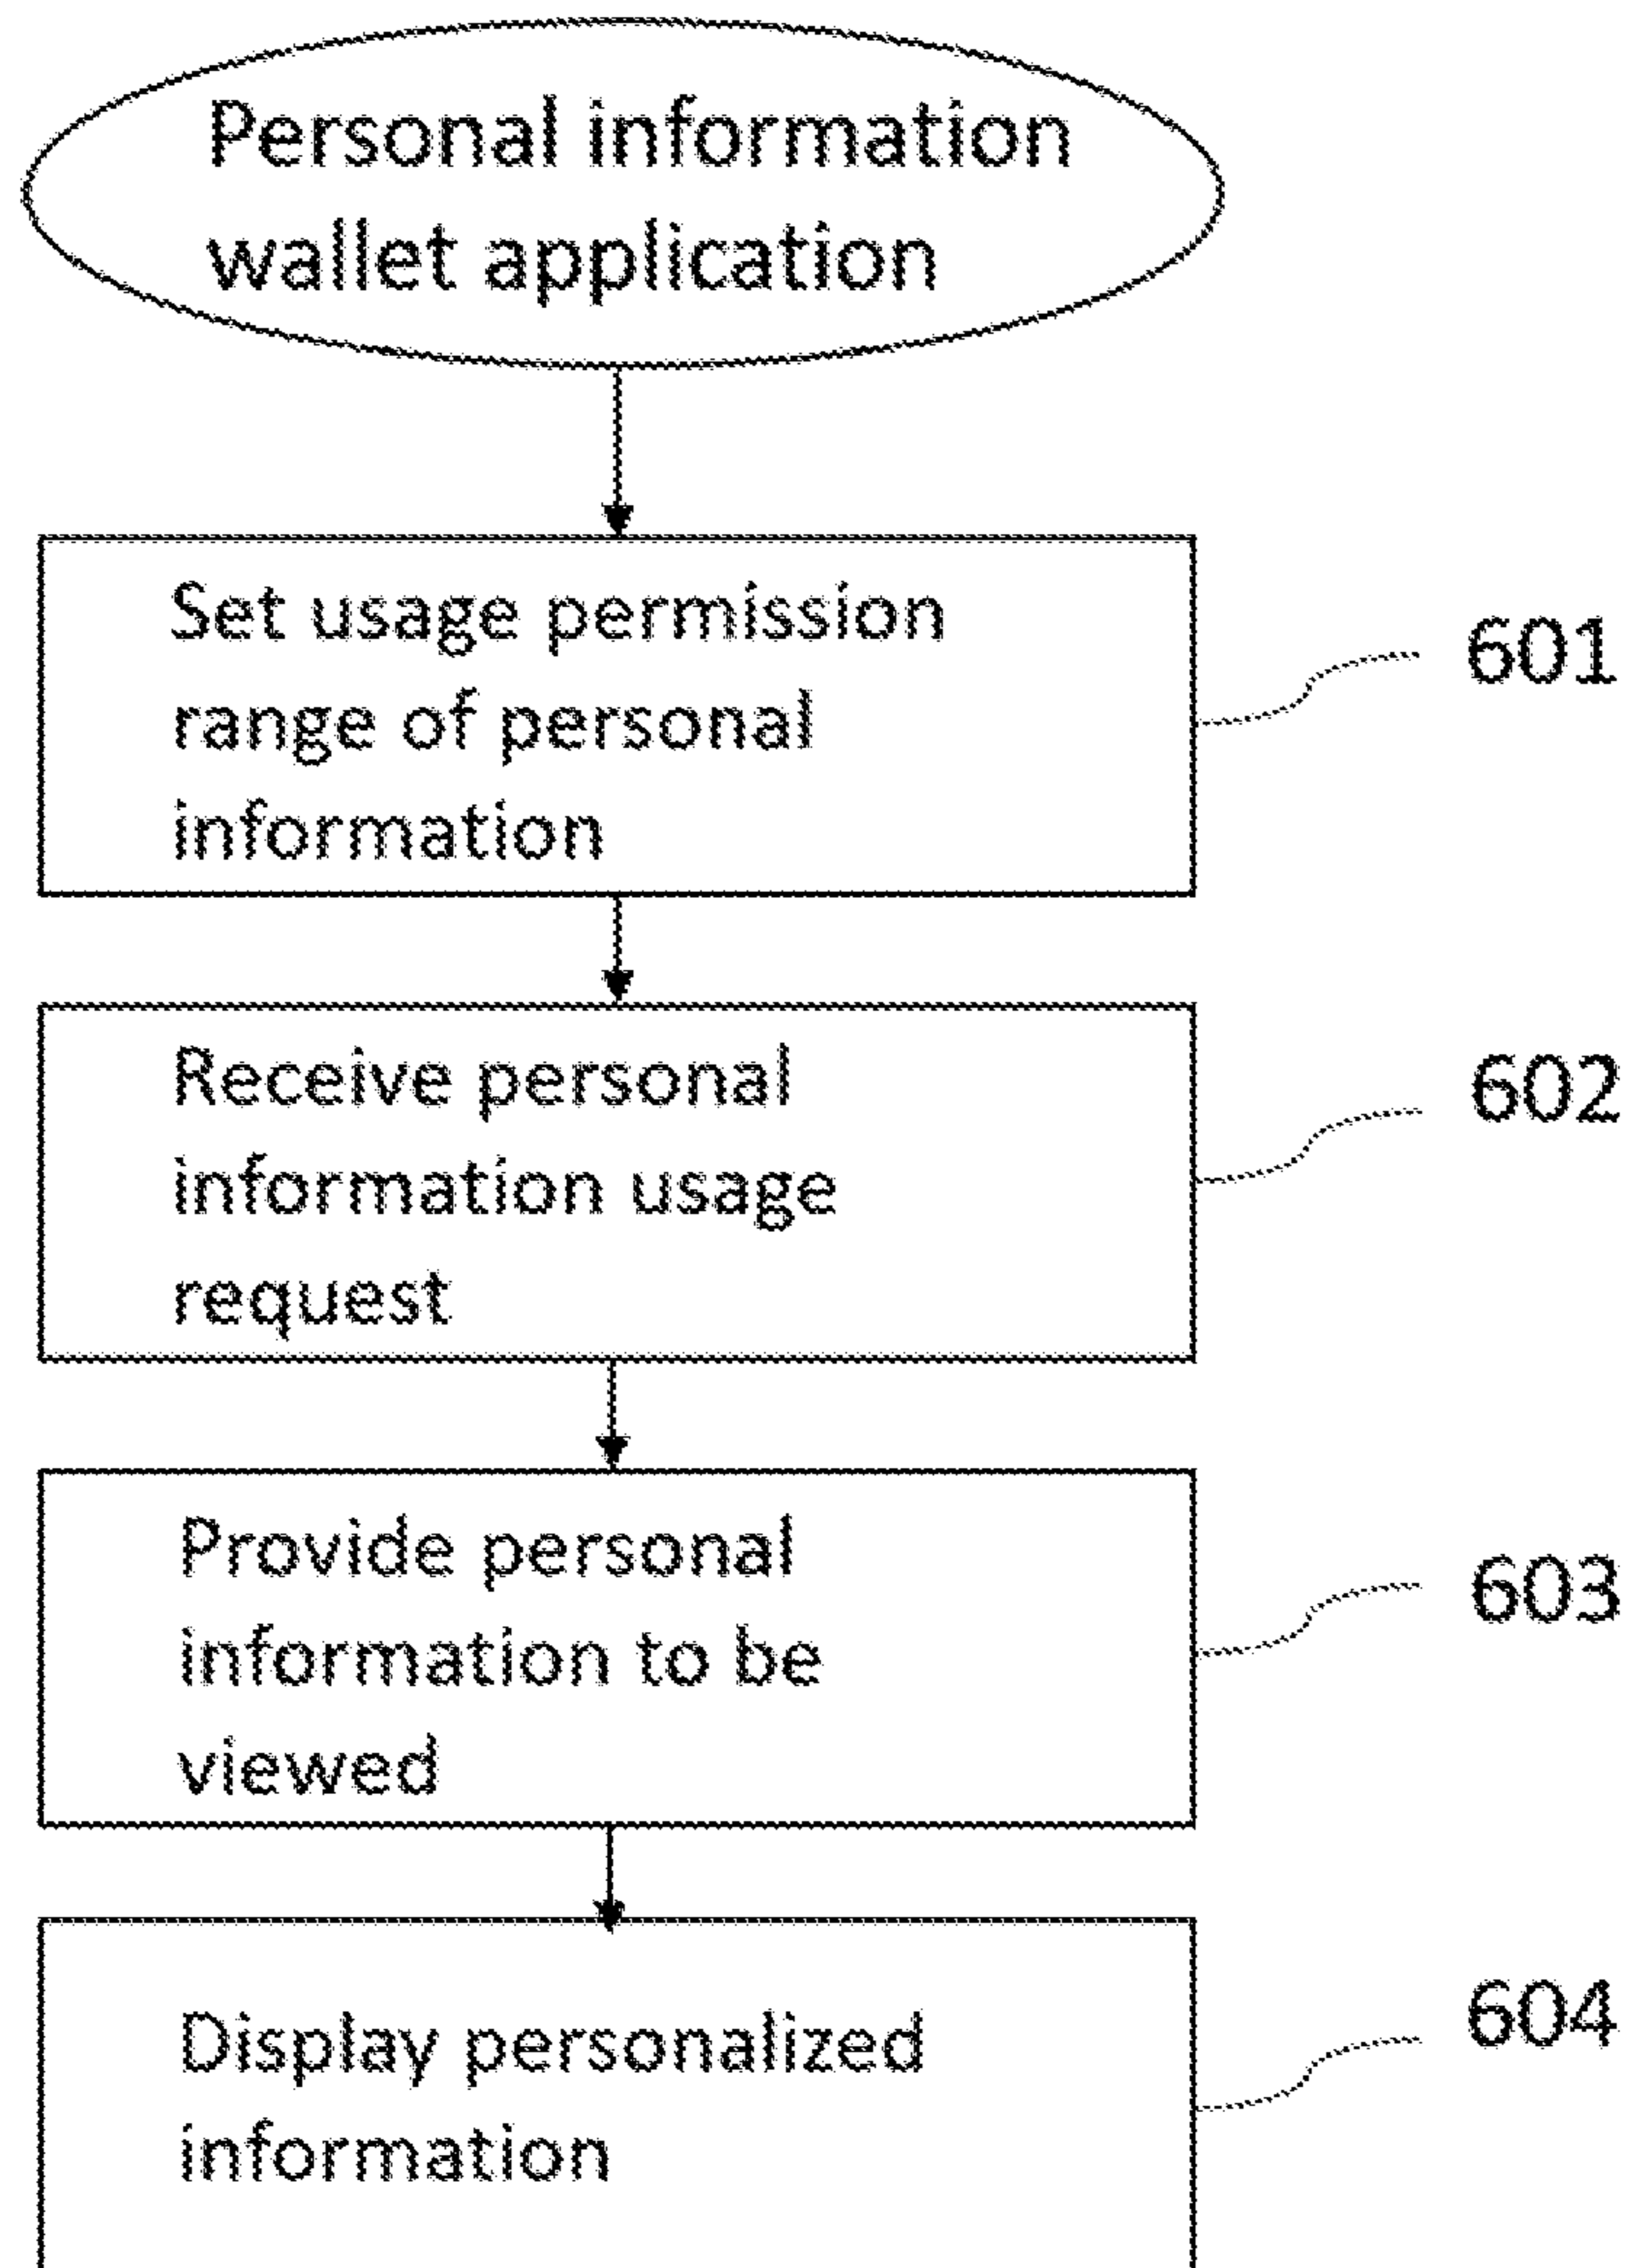 Personal information
wallet application
Set usage permission
range of personal
information
601
Receive personal
information usage
request
602
Provide personal
information to be
viewed
603
Display personalized
information
604